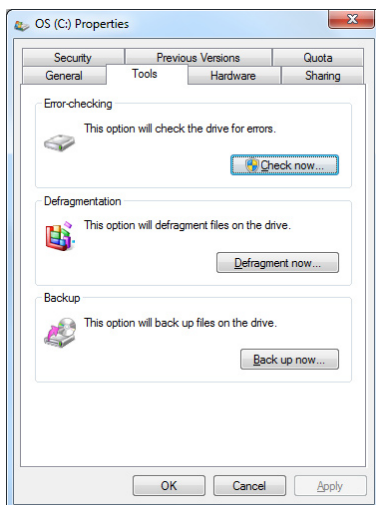 OS (C:) Properties
Security Previous Versions Quota
General Tools Hardware Sharing
Error-checking
This option will check the drive for errors.
Check now...
Defragmentation
This option will defragment files on the drive.
Defragment now...
Backup
This option will back up files on the drive.
Back up now...
OK Cancel Apply